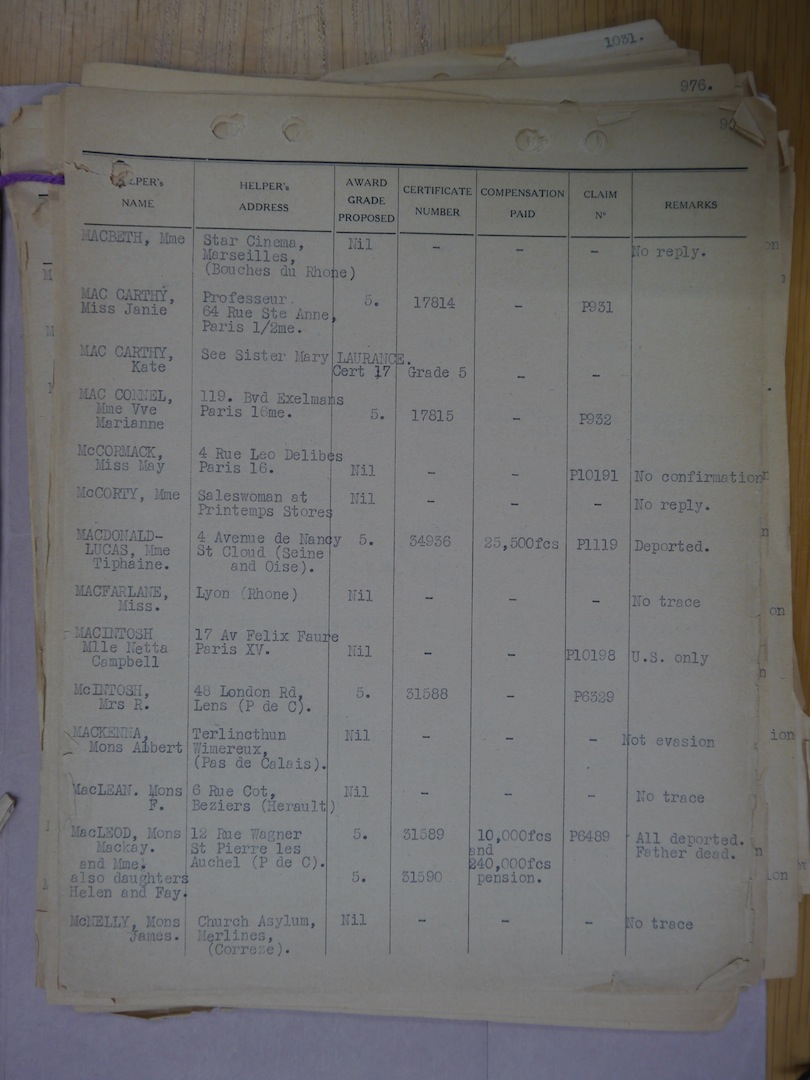 1031.
976.
HELPER's NAME
HELPER's ADDRESS
AWARD GRADE PROPOSED
CERTIFICATE NUMBER
COMPENSATION PAID
CLAIM N°
REMARKS
MACBETH, Mme Star Cinema, Nil - - - No reply.
Marseilles,
(Bouches du Rhone)
MAC CARTHY, Professeur. 5. 17814 - P931
Miss Janie 64 Rue Ste Anne,
Paris 1/2me.
MAC CARTHY, See Sister Mary LAURANCE.
Kate Cert 17 Grade 5 - -
MAC CONNEL, 119. Bvd Exelmans
Mme Vve Paris 16me. 5. 17815 - P932
Marianne
McCORMACK, 4 Rue Leo Delibes
Miss May Paris 16. Nil - - P10191 No confirmation
McCORTY, Mme Saleswoman at Nil - - - No reply.
Printemps Stores
MACDONALD- 4 Avenue de Nancy 5. 34936 25,500fcs P1119 Deported.
LUCAS, Mme St Cloud (Seine
Tiphaine. and Oise).
MACFARLANE, Lyon (Rhone) Nil - - - No trace
Miss.
MACINTOSH 17 Av Felix Faure
Mlle Netta Paris XV. Nil - - P10198 U.S. only
Campbell
McINTOSH, 48 London Rd, 5. 31588 - P6329
Mrs R. Lens (P de C).
MACKENNA, Terlincthun Nil - - - Not evasion
Mons Albert Wimereux,
(Pas de Calais).
MacLEAN. Mons 6 Rue Cot, Nil - - - No trace
F. Beziers (Herault)
MacLEOD, Mons 12 Rue Wagner 5. 31589 10,000fcs P6489 All deported.
Mackay. St Pierre les and Father dead.
and Mme. Auchel (P de C). 240,000fcs
also daughters 5. 31590 pension.
Helen and Fay.
McNELLY, Mons Church Asylum, Nil - - - No trace
James. Merlines,
(Correze).